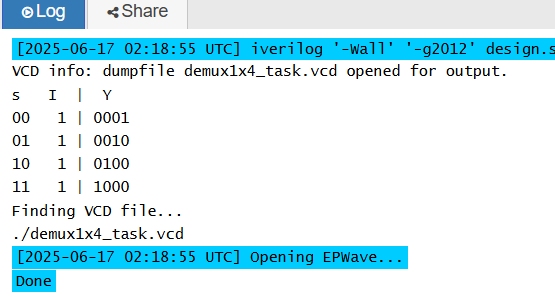 Log Share
[2025-06-17 02:18:55 UTC] iverilog '-Wall' '-g2012' design.s
VCD info: dumpfile demux1x4_task.vcd opened for output.
s   I  |  Y
00   1 | 0001
01   1 | 0010
10   1 | 0100
11   1 | 1000
Finding VCD file...
./demux1x4_task.vcd
[2025-06-17 02:18:55 UTC] Opening EPWave...
Done